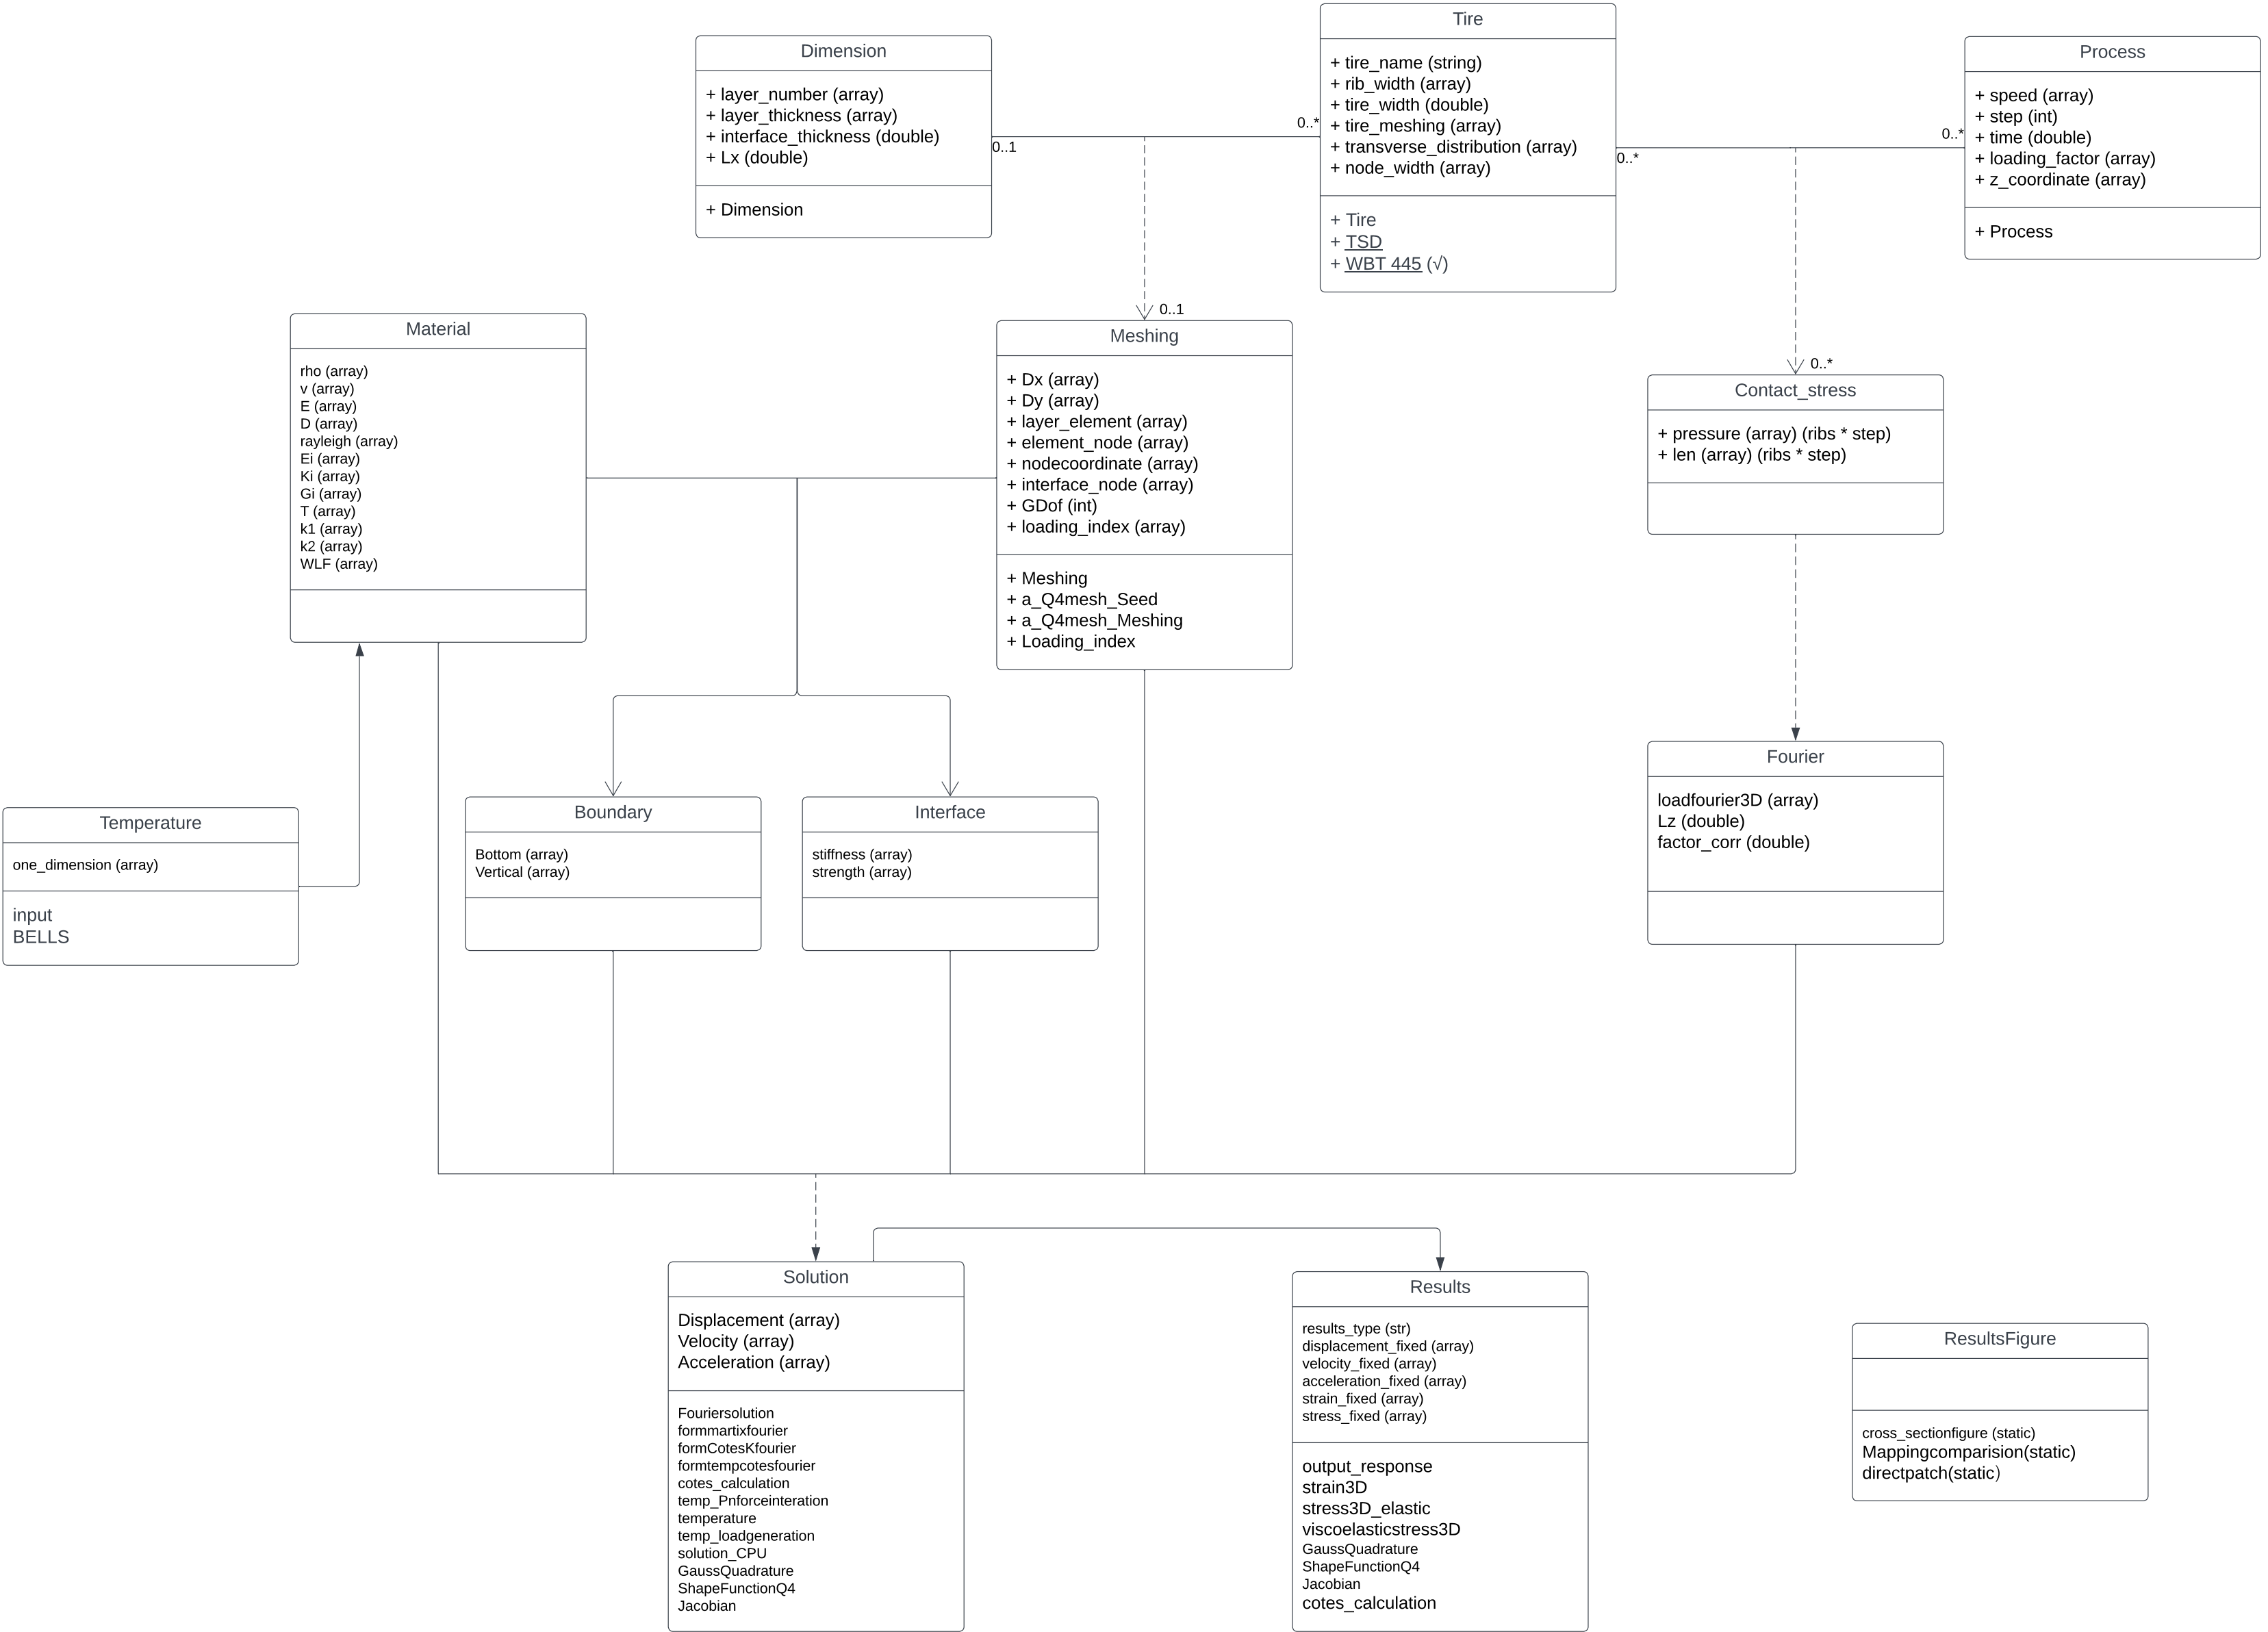 Tire
+ tire_name (string)
+ rib_width (array)
+ tire_width (double)
+ tire_meshing (array)
+ transverse_distribution (array)
+ node_width (array)
+ Tire
+ TSD
+ WBT 445 (√)
Dimension
+ layer_number (array)
+ layer_thickness (array)
+ interface_thickness (double)
+ Lx (double)
+ Dimension
Process
+ speed (array)
+ step (int)
+ time (double)
+ loading_factor (array)
+ z_coordinate (array)
+ Process
0..1
0..*
0..*
0..*
0..1
0..*
Material
rho (array)
v (array)
E (array)
D (array)
rayleigh (array)
Ei (array)
Ki (array)
Gi (array)
T (array)
k1 (array)
k2 (array)
WLF (array)
Meshing
+ Dx (array)
+ Dy (array)
+ layer_element (array)
+ element_node (array)
+ nodecoordinate (array)
+ interface_node (array)
+ GDof (int)
+ loading_index (array)
+ Meshing
+ a_Q4mesh_Seed
+ a_Q4mesh_Meshing
+ Loading_index
Contact_stress
+ pressure (array) (ribs * step)
+ len (array) (ribs * step)
Temperature
one_dimension (array)
input
BELLS
Boundary
Bottom (array)
Vertical (array)
Interface
stiffness (array)
strength (array)
Fourier
loadfourier3D (array)
Lz (double)
factor_corr (double)
Solution
Displacement (array)
Velocity (array)
Acceleration (array)
Fouriersolution
formmartixfourier
formCotesKfourier
formtempcotesfourier
cotes_calculation
temp_Pnforceinteration
temperature
temp_loadgeneration
solution_CPU
GaussQuadrature
ShapeFunctionQ4
Jacobian
Results
results_type (str)
displacement_fixed (array)
velocity_fixed (array)
acceleration_fixed (array)
strain_fixed (array)
stress_fixed (array)
output_response
strain3D
stress3D_elastic
viscoelasticstress3D
GaussQuadrature
ShapeFunctionQ4
Jacobian
cotes_calculation
ResultsFigure
cross_sectionfigure (static)
Mappingcomparision(static)
directpatch(static）